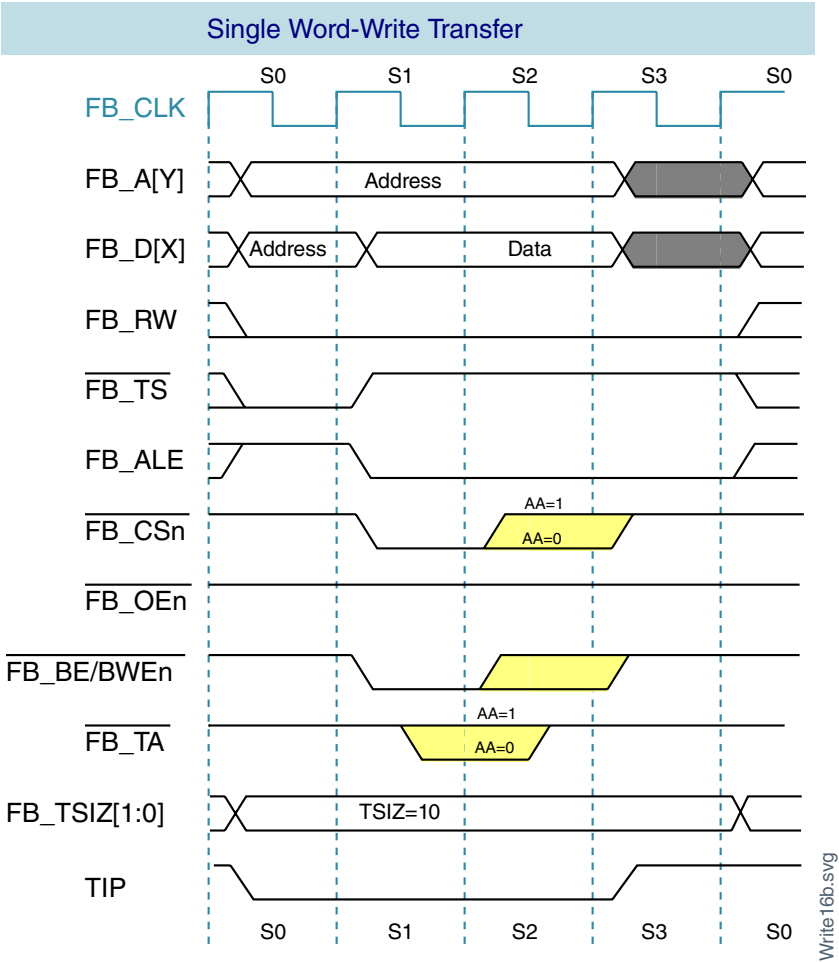 Single Word-Write Transfer
S0 S1 S2 S3 S0
FB_CLK
FB_A[Y] Address
FB_D[X] Address Data
FB_RW
FB_TS
FB_ALE
AA=1
FB_CSn AA=0
FB_OEn
FB_BE/BWEn
AA=1
FB_TA AA=0
FB_TSIZ[1:0] TSIZ=10
TIP
S0 S1 S2 S3 S0
Write16b.svg